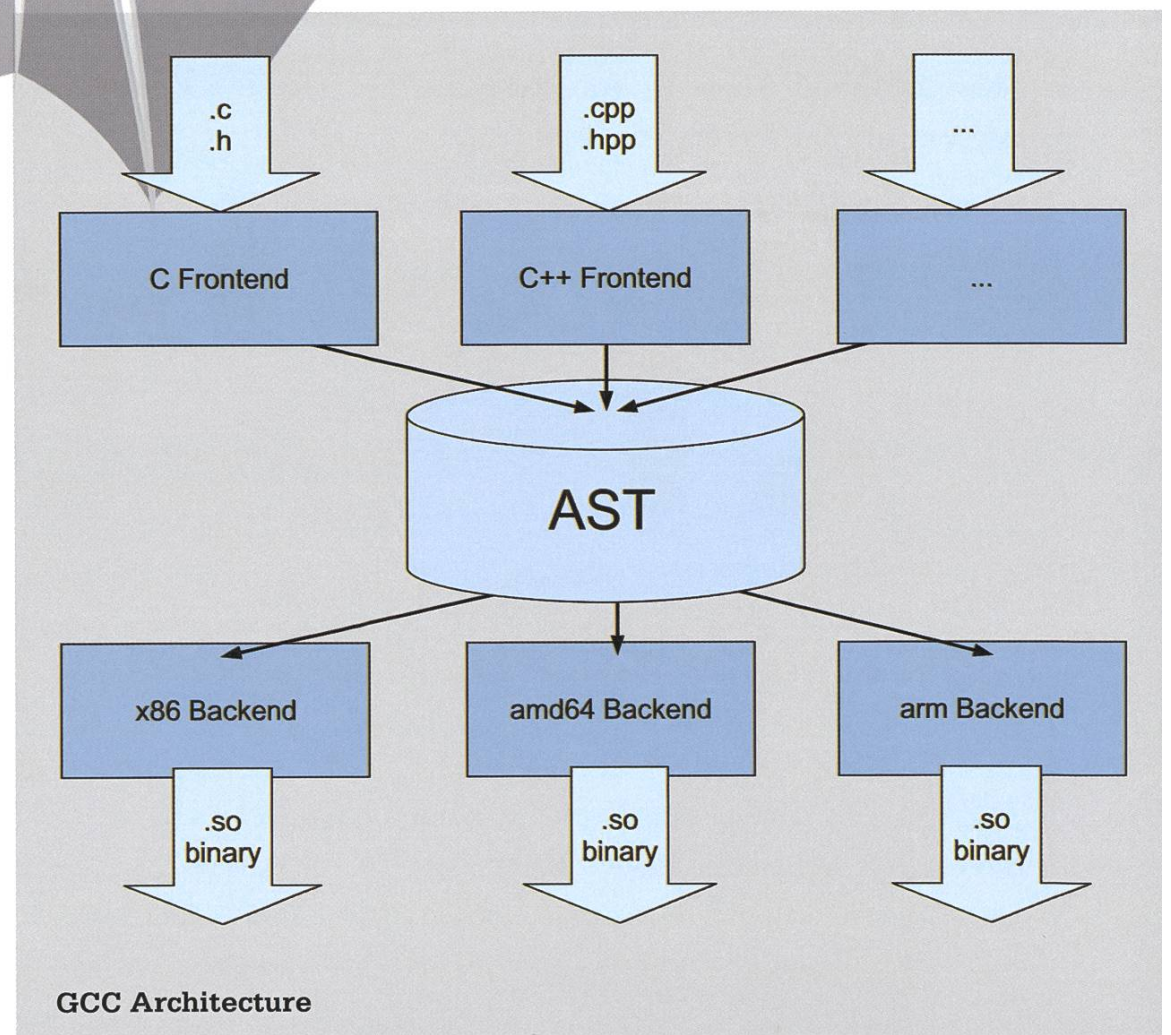 .c
.h
.cpp
.hpp
...
C Frontend
C++ Frontend
...
AST
x86 Backend
amd64 Backend
arm Backend
.so
binary
.so
binary
.so
binary
GCC Architecture